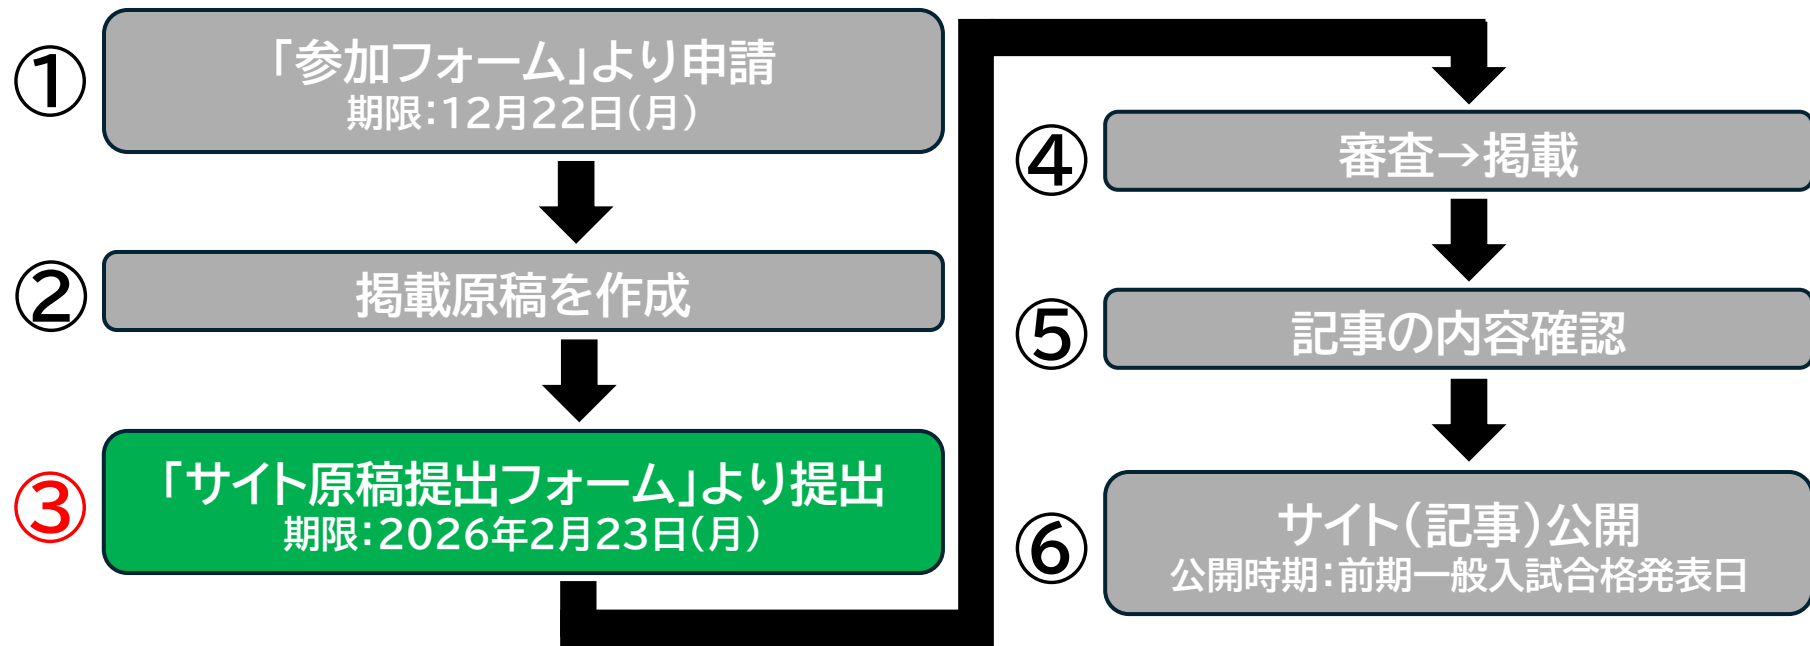 ①
「参加フォーム」より申請
期限：12月22日（月）
②
掲載原稿を作成
③
「サイト原稿提出フォーム」より提出
期限：2026年2月23日（月）
④
審査→掲載
⑤
記事の内容確認
⑥
サイト（記事）公開
公開時期：前期一般入試合格発表日